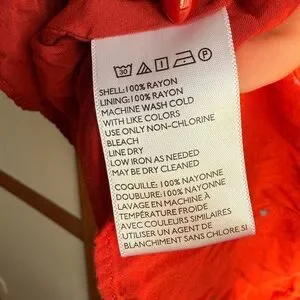 30 P
SHELL:100% RAYON
LINING:100% RAYON
MACHINE WASH COLD
WITH LIKE COLORS
USE ONLY NON-CHLORINE
BLEACH
LINE DRY
LOW IRON AS NEEDED
MAY BE DRY CLEANED
COQUILLE: 100% NAYONNE
DOUBLURE:100% NAYONNE
LAVAGE EN MACHINE À
TEMPÉRATURE FROIDE
AVEC COULEURS SIMILAIRES
UTILISER UN AGENT DE
BLANCHIMENT SANS CHLORE SI